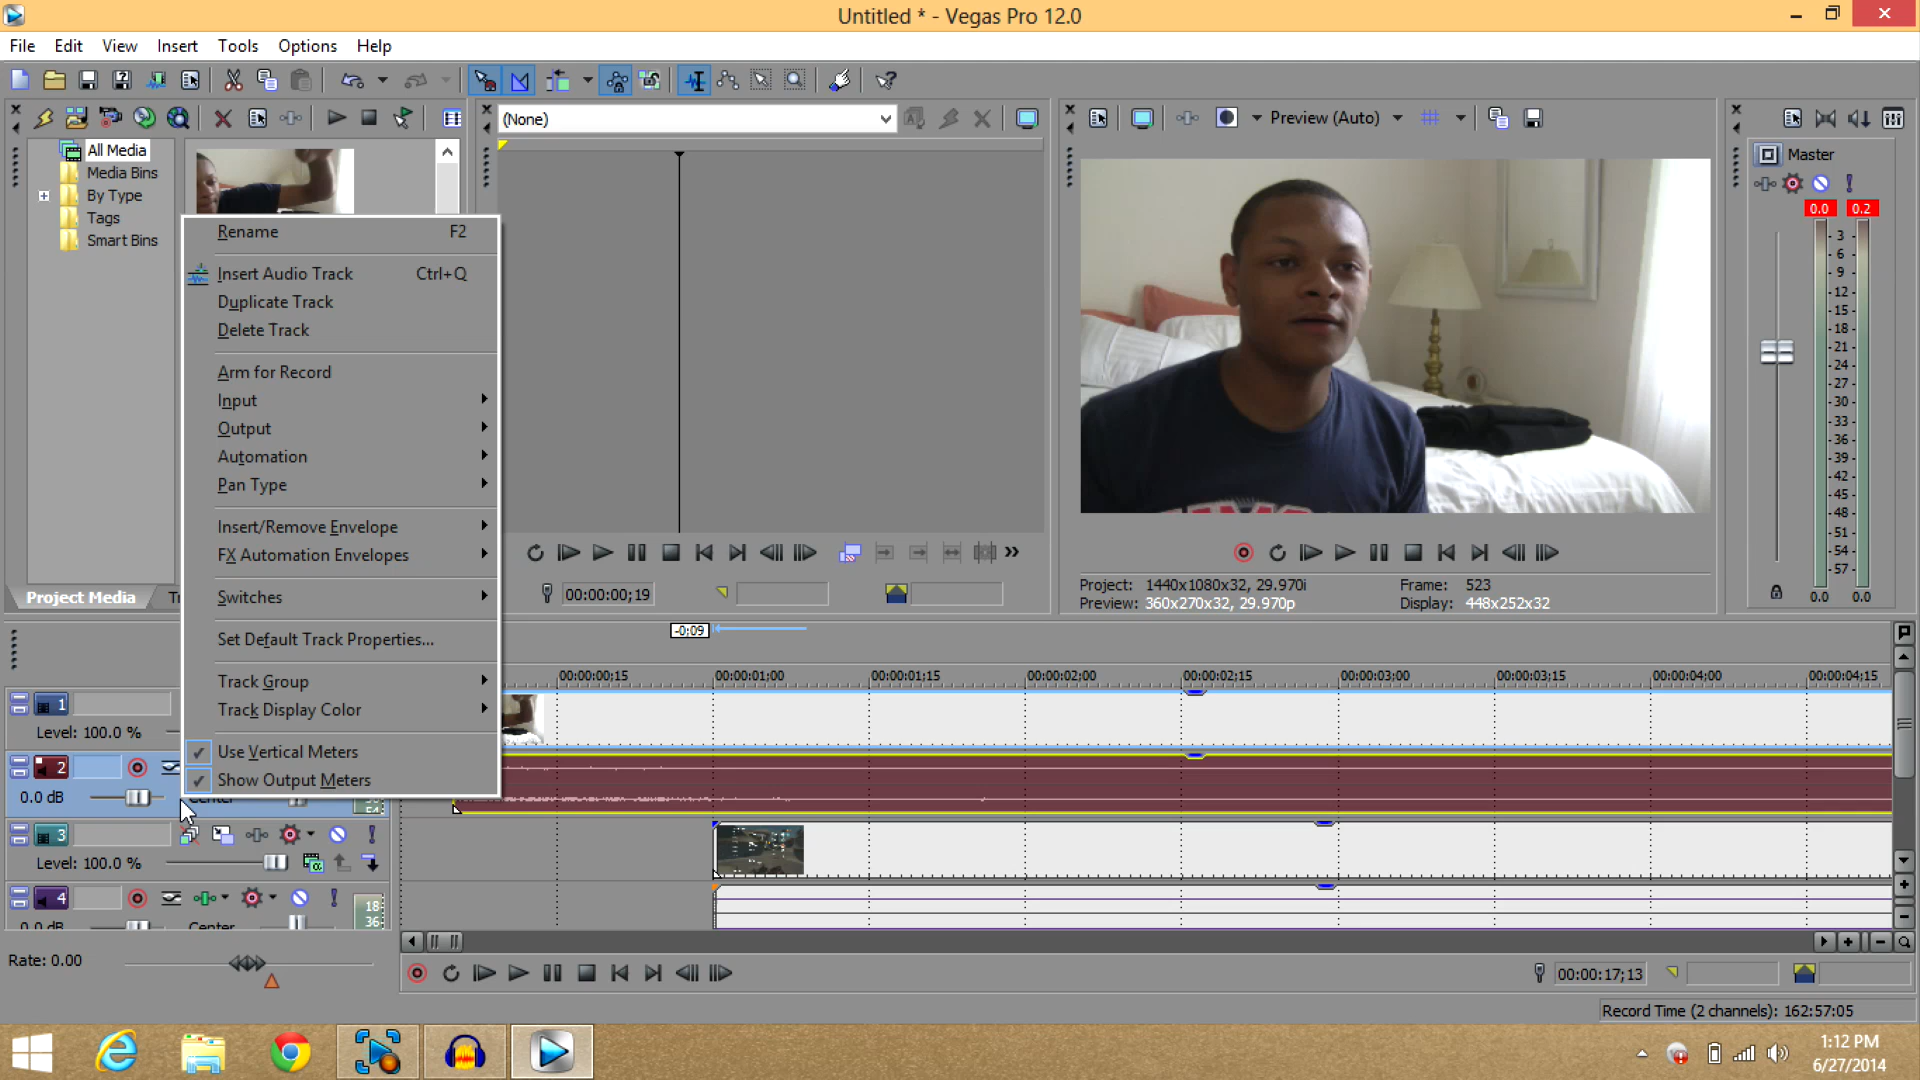 Untitled * - Vegas Pro 12.0
File Edit View Insert Tools Options Help
(None)
Preview (Auto)
All Media
Media Bins
By Type
Tags
Smart Bins
Master
0.0 0.2
3
6
9
12
15
18
21
24
27
30
33
36
39
42
45
48
51
54
57
0.0 0.0
Rename F2
Insert Audio Track Ctrl+Q
Duplicate Track
Delete Track
Arm for Record
Input
Output
Automation
Pan Type
Insert/Remove Envelope
FX Automation Envelopes
Switches
Set Default Track Properties...
Track Group
Track Display Color
Use Vertical Meters
Show Output Meters
Project Media
00:00:00;19
Project: 1440x1080x32, 29.970i
Preview: 360x270x32, 29.970p
Frame: 523
Display: 448x252x32
-0;09
00:00:00;15 00:00:01;00 00:00:01;15 00:00:02;00 00:00:02;15 00:00:03;00 00:00:03;15 00:00:04;00 00:00:04;15
1
Level: 100.0 %
2
0.0 dB
Center
54
3
Level: 100.0 %
4
18
36
0.0 dB Center
Rate: 0.00
00:00:17;13
Record Time (2 channels): 162:57:05
1:12 PM
6/27/2014